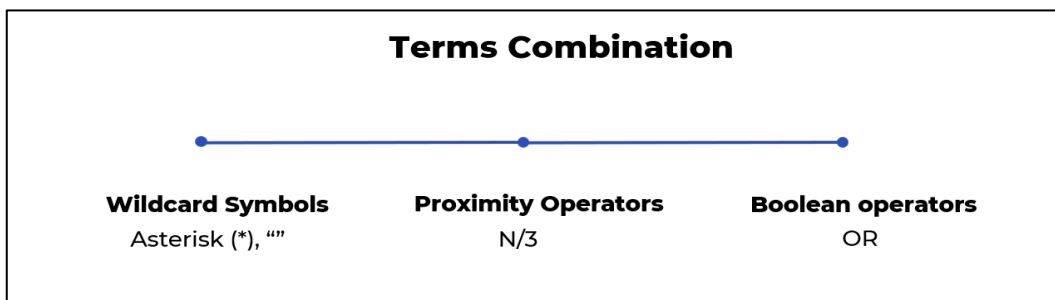 Terms Combination
Wildcard Symbols
Asterisk (*), “”
Proximity Operators
N/3
Boolean operators
OR